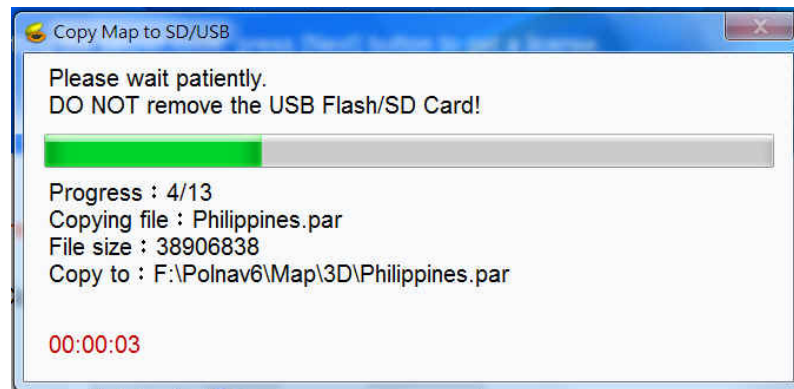 Copy Map to SD/USB
Please wait patiently.
DO NOT remove the USB Flash/SD Card!
Progress：4/13
Copying file：Philippines.par
File size：38906838
Copy to：F:\Polnav6\Map\3D\Philippines.par
00:00:03